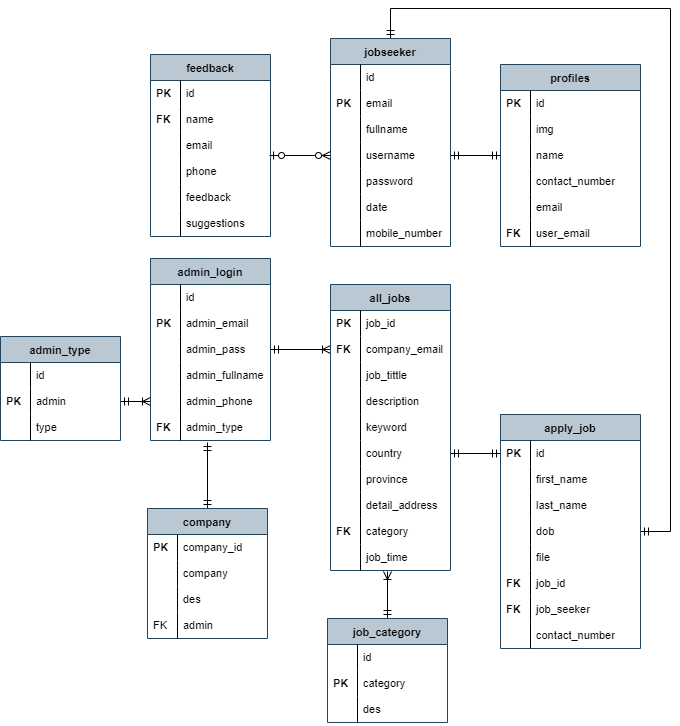 feedback
PK id
FK name
email
phone
feedback
suggestions
jobseeker
id
PK email
fullname
username
password
date
mobile_number
profiles
PK id
img
name
contact_number
email
FK user_email
admin_type
id
PK admin
type
admin_login
id
PK admin_email
admin_pass
admin_fullname
admin_phone
FK admin_type
all_jobs
PK job_id
FK company_email
job_tittle
description
keyword
country
province
detail_address
FK category
job_time
apply_job
PK id
first_name
last_name
dob
file
FK job_id
FK job_seeker
contact_number
company
PK company_id
company
des
FK admin
job_category
id
PK category
des